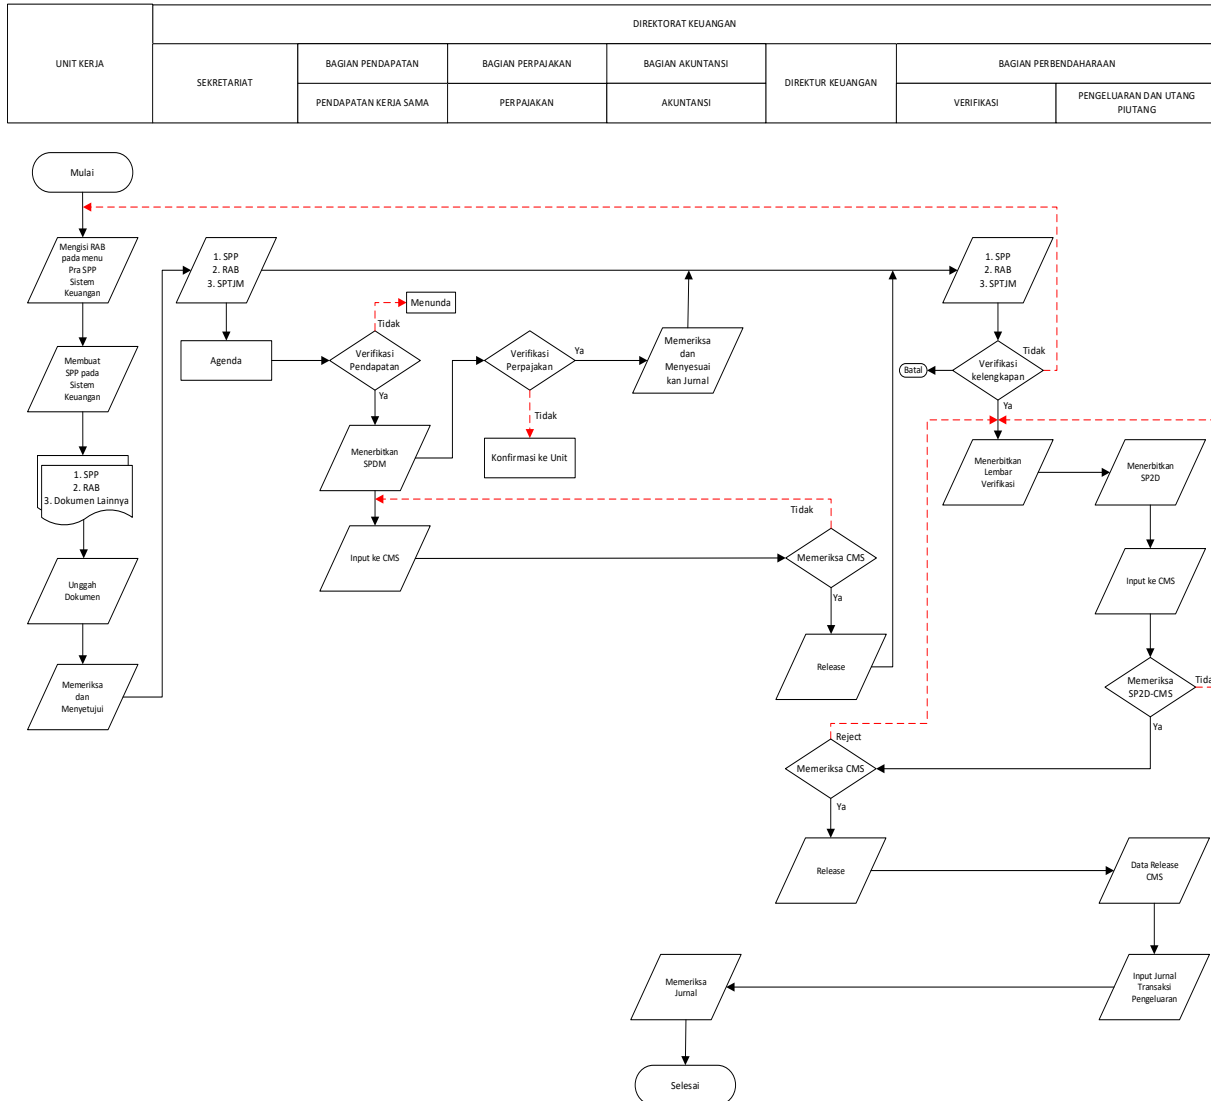 DIREKTORAT KEUANGAN
UNIT KERJA
SEKRETARIAT
BAGIAN PENDAPATAN
BAGIAN PERPAJAKAN
BAGIAN AKUNTANSI
DIREKTUR KEUANGAN
BAGIAN PERBENDAHARAAN
PENDAPATAN KERJA SAMA
PERPAJAKAN
AKUNTANSI
VERIFIKASI
PENGELUARAN DAN UTANG
PIUTANG
Mulai
Mengisi RAB
pada menu
Pra SPP
Sistem
Keuangan
1. SPP
2. RAB
3. SPTJM
1. SPP
2. RAB
3. SPTJM
Menunda
Tidak
Agenda
Verifikasi
Pendapatan
Ya
Verifikasi
Perpajakan
Ya
Tidak
Memeriksa
dan
Menyesuai
kan Jurnal
Batal
Verifikasi
kelengkapan
Tidak
Ya
Membuat
SPP pada
Sistem
Keuangan
Menerbitkan
SPDM
Konfirmasi ke Unit
Menerbitkan
Lembar
Verifikasi
Menerbitkan
SP2D
1. SPP
2. RAB
3. Dokumen Lainnya
Tidak
Input ke CMS
Memeriksa CMS
Ya
Input ke CMS
Unggah
Dokumen
Release
Memeriksa
dan
Menyetujui
Memeriksa
SP2D-CMS
Tida
Ya
Reject
Memeriksa CMS
Ya
Release
Data Release
CMS
Memeriksa
Jurnal
Input Jurnal
Transaksi
Pengeluaran
Selesai